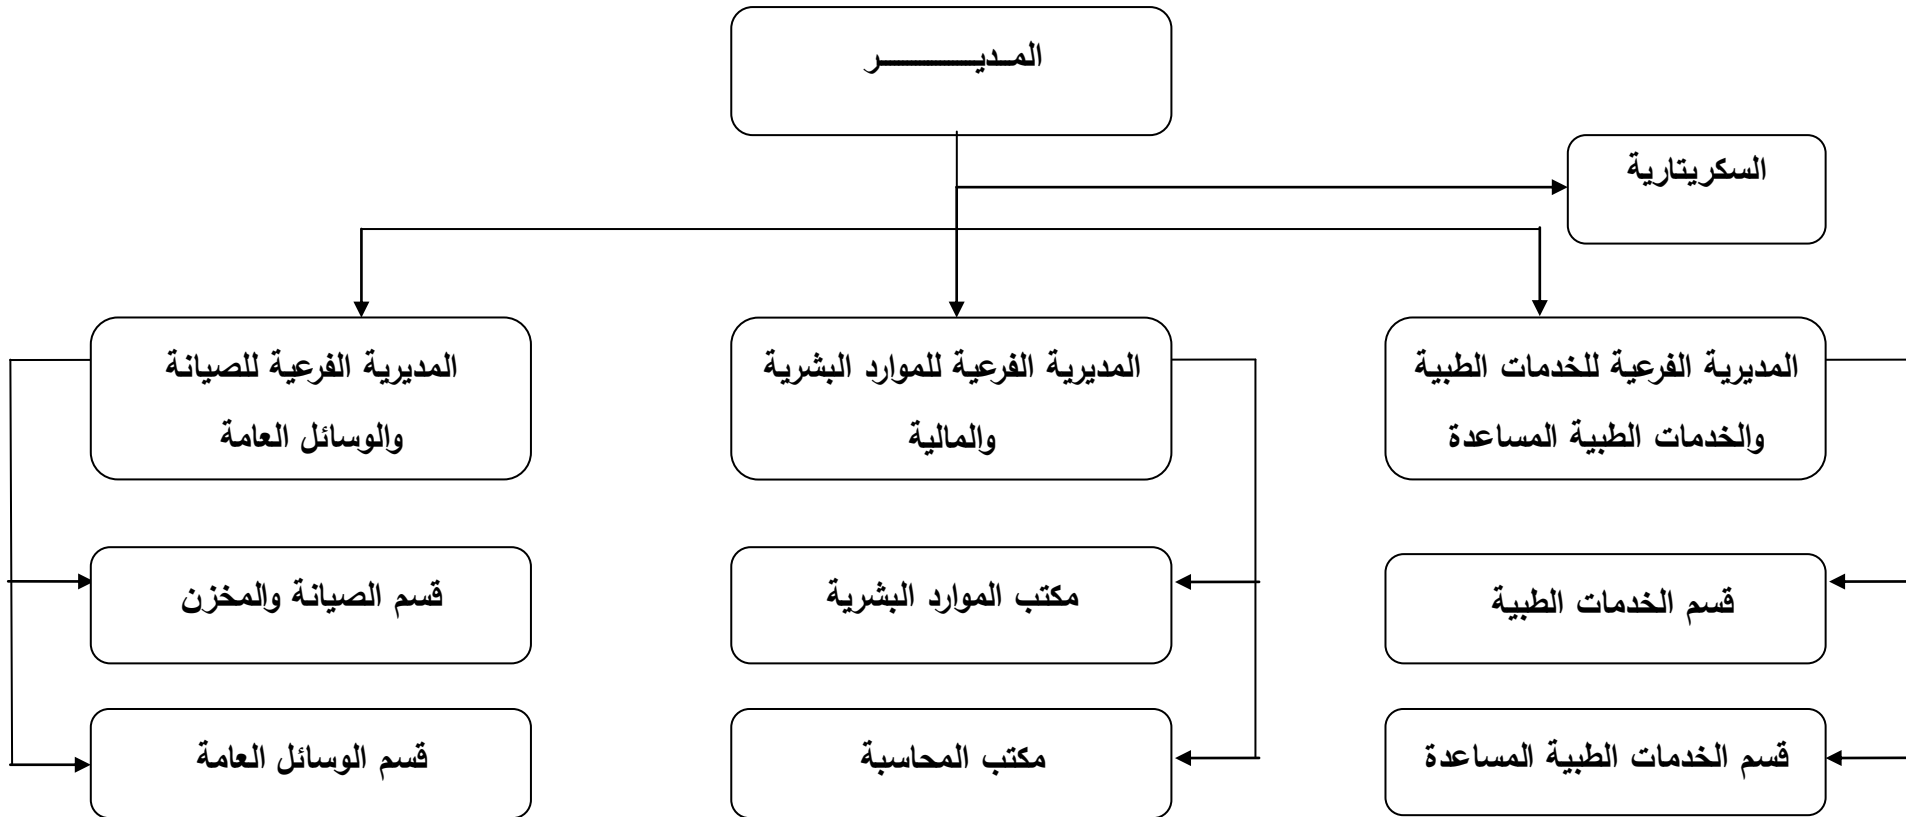 المـديـــــــــــر
السكريتارية
المديرية الفرعية للخدمات الطبية
والخدمات الطبية المساعدة
المديرية الفرعية للموارد البشرية
والمالية
المديرية الفرعية للصيانة
والوسائل العامة
قسم الخدمات الطبية
مكتب الموارد البشرية
قسم الصيانة والمخزن
قسم الخدمات الطبية المساعدة
مكتب المحاسبة
قسم الوسائل العامة